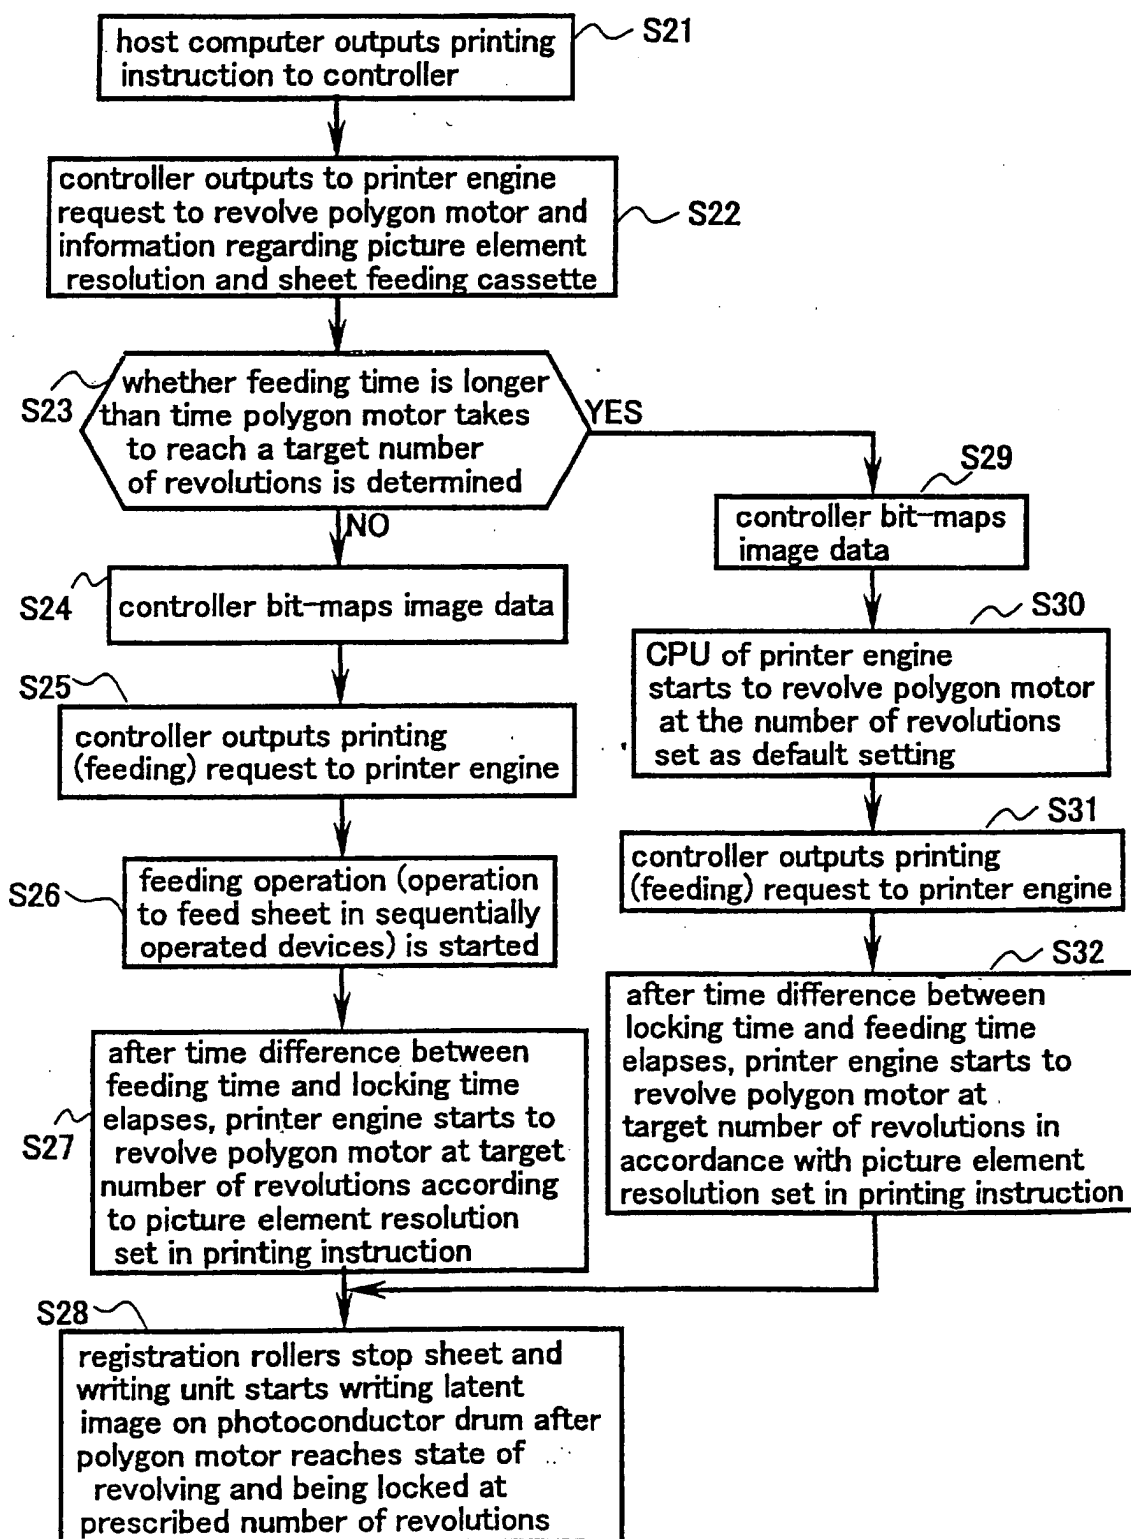 S21
host computer outputs printing
instruction to controller
controller outputs to printer engine
request to revolve polygon motor and
information regarding picture element
resolution and sheet feeding cassette
S22
S23
whether feeding time is longer
than time polygon motor takes
to reach a target number
of revolutions is determined
YES
NO
S24
controller bit-maps image data
S25
controller outputs printing
(feeding) request to printer engine
S26
feeding operation (operation
to feed sheet in sequentially
operated devices) is started
S27
after time difference between
feeding time and locking time
elapses, printer engine starts to
revolve polygon motor at target
number of revolutions according
to picture element resolution
set in printing instruction
S29
controller bit-maps
image data
S30
CPU of printer engine
starts to revolve polygon motor
at the number of revolutions
set as default setting
S31
controller outputs printing
(feeding) request to printer engine
S32
after time difference between
locking time and feeding time
elapses, printer engine starts to
revolve polygon motor at
target number of revolutions in
accordance with picture element
resolution set in printing instruction
S28
registration rollers stop sheet and
writing unit starts writing latent
image on photoconductor drum after
polygon motor reaches state of
revolving and being locked at
prescribed number of revolutions